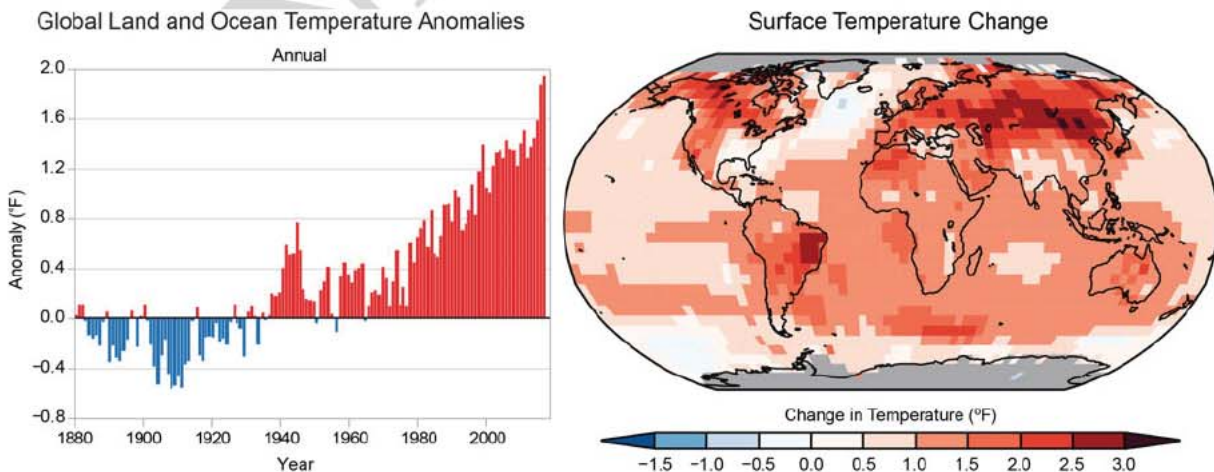 Global Land and Ocean Temperature Anomalies
Annual
Anomaly (ºF)
2.0
1.6
1.2
0.8
0.4
0.0
−0.4
−0.8
1880 1900 1920 1940 1960 1980 2000
Year
Surface Temperature Change
Change in Temperature (ºF)
−1.5 −1.0 −0.5 0.0 0.5 1.0 1.5 2.0 3.0